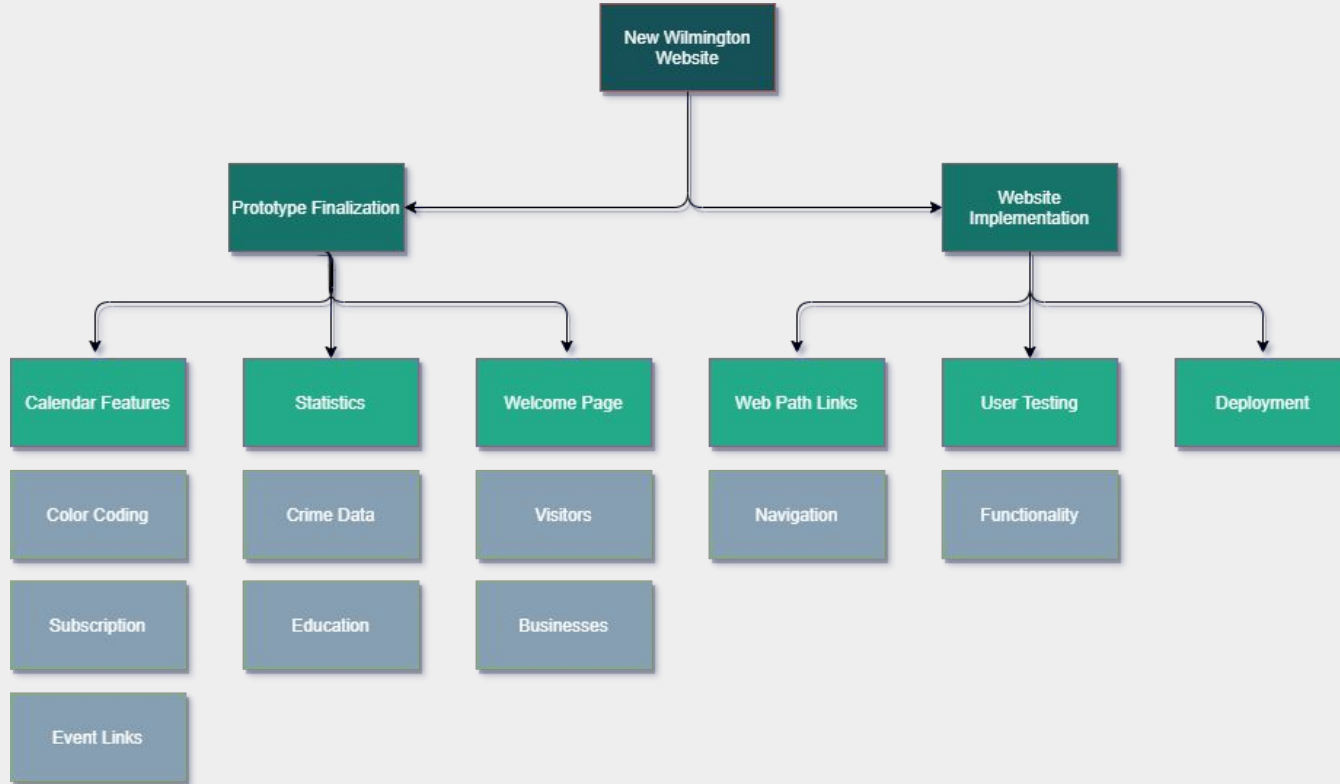 New Wilmington
Website
Prototype Finalization
Website
Implementation
Calendar Features
Statistics
Welcome Page
Web Path Links
User Testing
Deployment
Color Coding
Crime Data
Visitors
Navigation
Functionality
Subscription
Education
Businesses
Event Links